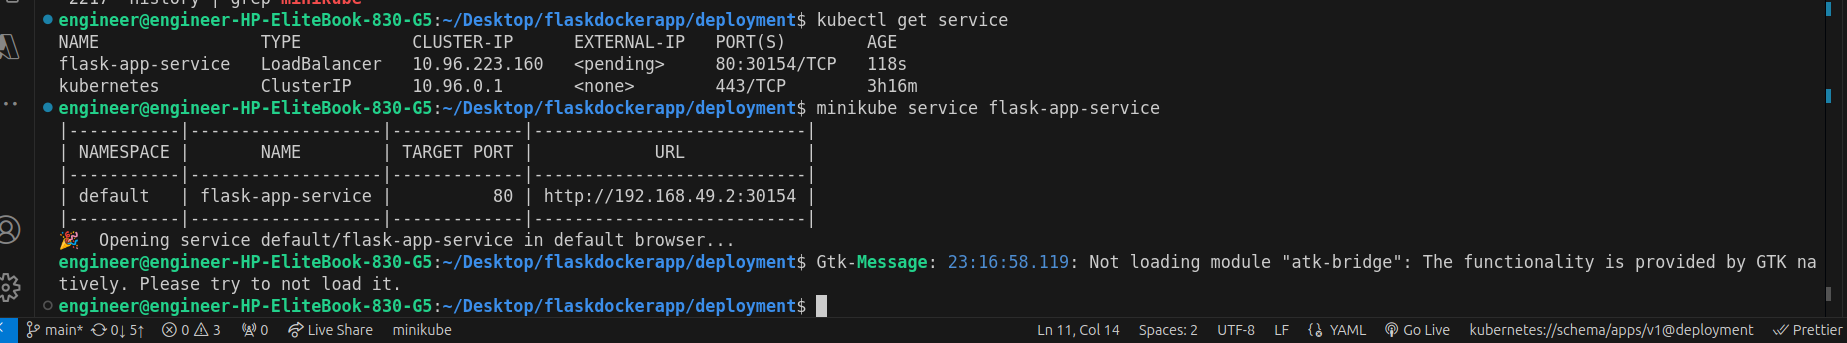 2217  history | grep minikube
engineer@engineer-HP-EliteBook-830-G5:~/Desktop/flaskdockerapp/deployment$ kubectl get service
NAME                TYPE           CLUSTER-IP      EXTERNAL-IP   PORT(S)        AGE
flask-app-service   LoadBalancer   10.96.223.160   <pending>     80:30154/TCP   118s
kubernetes          ClusterIP      10.96.0.1       <none>        443/TCP        3h16m
engineer@engineer-HP-EliteBook-830-G5:~/Desktop/flaskdockerapp/deployment$ minikube service flask-app-service
|-----------|-------------------|-------------|---------------------------|
| NAMESPACE |       NAME        | TARGET PORT |            URL            |
|-----------|-------------------|-------------|---------------------------|
| default   | flask-app-service |          80 | http://192.168.49.2:30154 |
|-----------|-------------------|-------------|---------------------------|
🎉  Opening service default/flask-app-service in default browser...
engineer@engineer-HP-EliteBook-830-G5:~/Desktop/flaskdockerapp/deployment$ Gtk-Message: 23:16:58.119: Not loading module "atk-bridge": The functionality is provided by GTK na
tively. Please try to not load it.
engineer@engineer-HP-EliteBook-830-G5:~/Desktop/flaskdockerapp/deployment$
main* 0↓ 5↑ 0 3 0 Live Share minikube Ln 11, Col 14 Spaces: 2 UTF-8 LF {} YAML Go Live kubernetes://schema/apps/v1@deployment Prettier